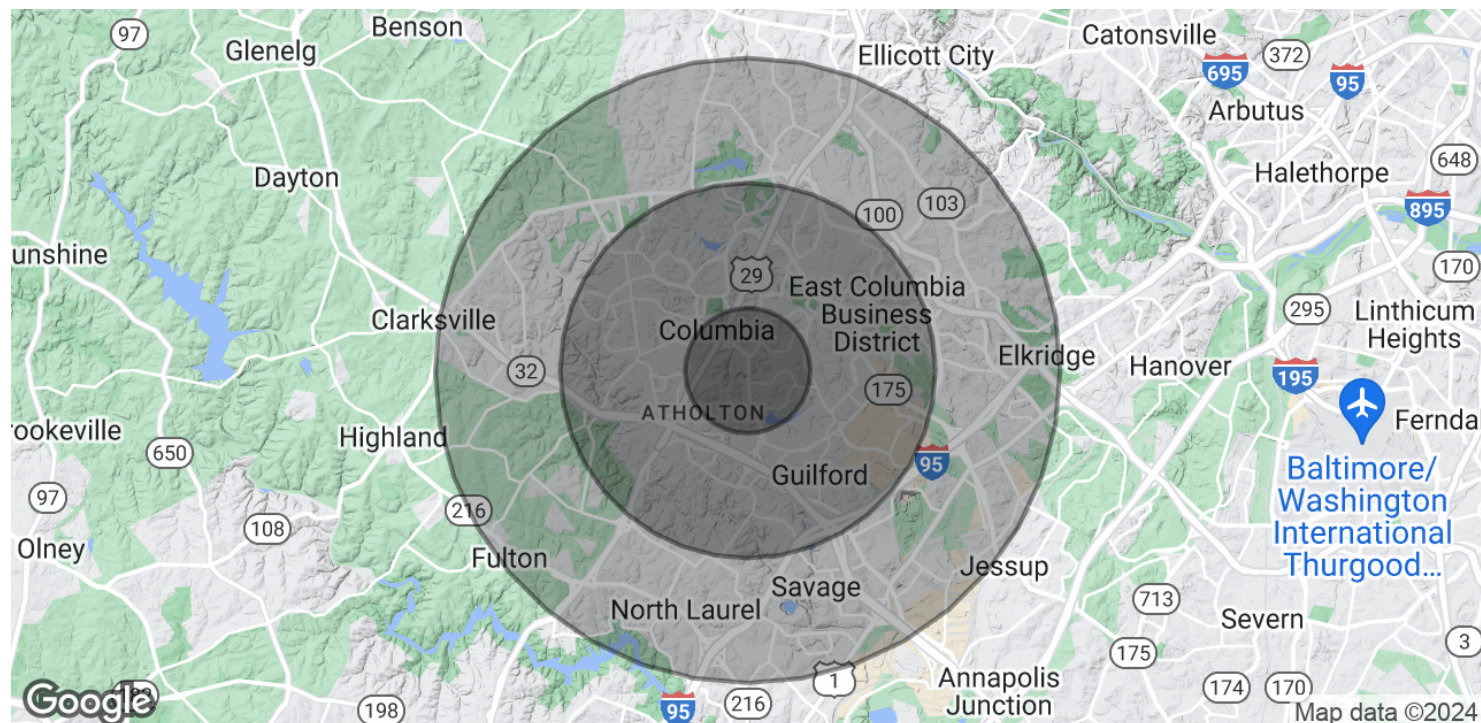 97
Benson
Glenelg
Ellicott City
Catonsville
372
695
95
Arbutus
Dayton
648
Halethorpe
100
103
895
unshine
29
170
East Columbia
Business
District
Columbia
295
Linthicum
Heights
Clarksville
32
Elkridge
Hanover
195
175
ATHOLTON
Fernda
rookeville
Highland
650
95
Guilford
Baltimore/
Washington
International
Thurgood...
97
108
216
Olney
Fulton
Jessup
Savage
North Laurel
713
Severn
3
175
1
Annapolis
Junction
Google
198
95
216
174
170
Map data ©2024